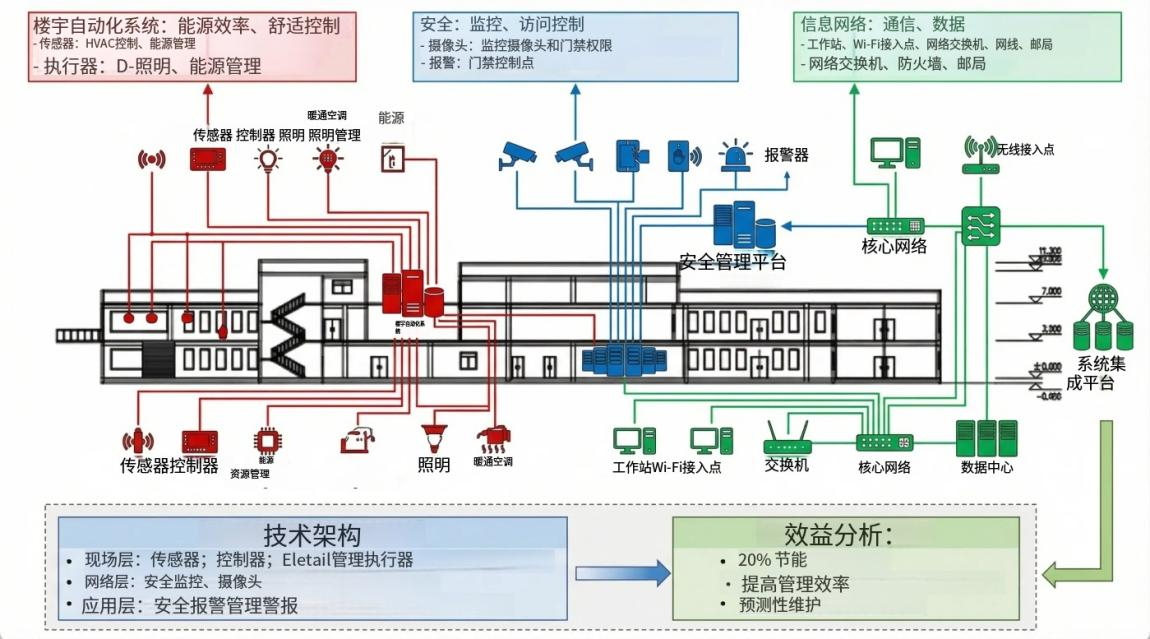 楼宇自动化系统：能源效率、舒适控制
- 传感器：HVAC控制、能源管理
- 执行器：D-照明、能源管理
安全：监控、访问控制
- 摄像头：监控摄像头和门禁权限
- 报警：门禁控制点
信息网络：通信、数据
- 工作站、Wi-Fi接入点、网络交换机、网线、邮局
- 网络交换机、防火墙、邮局
暖通空调
能源
传感器 控制器 照明 照明管理
报警器
无线接入点
核心网络
安全管理平台
7.000
3.000
±0.000
-0.450
楼宇自动化系
统
系统集
成平台
传感器控制器
能源
资源管理
照明
暖通空调
工作站Wi-Fi接入点
交换机
核心网络
数据中心
技术架构
• 现场层：传感器；控制器；Eletail管理执行器
• 网络层：安全监控、摄像头
• 应用层：安全报警管理警报
效益分析：
• 20% 节能
• 提高管理效率
• 预测性维护